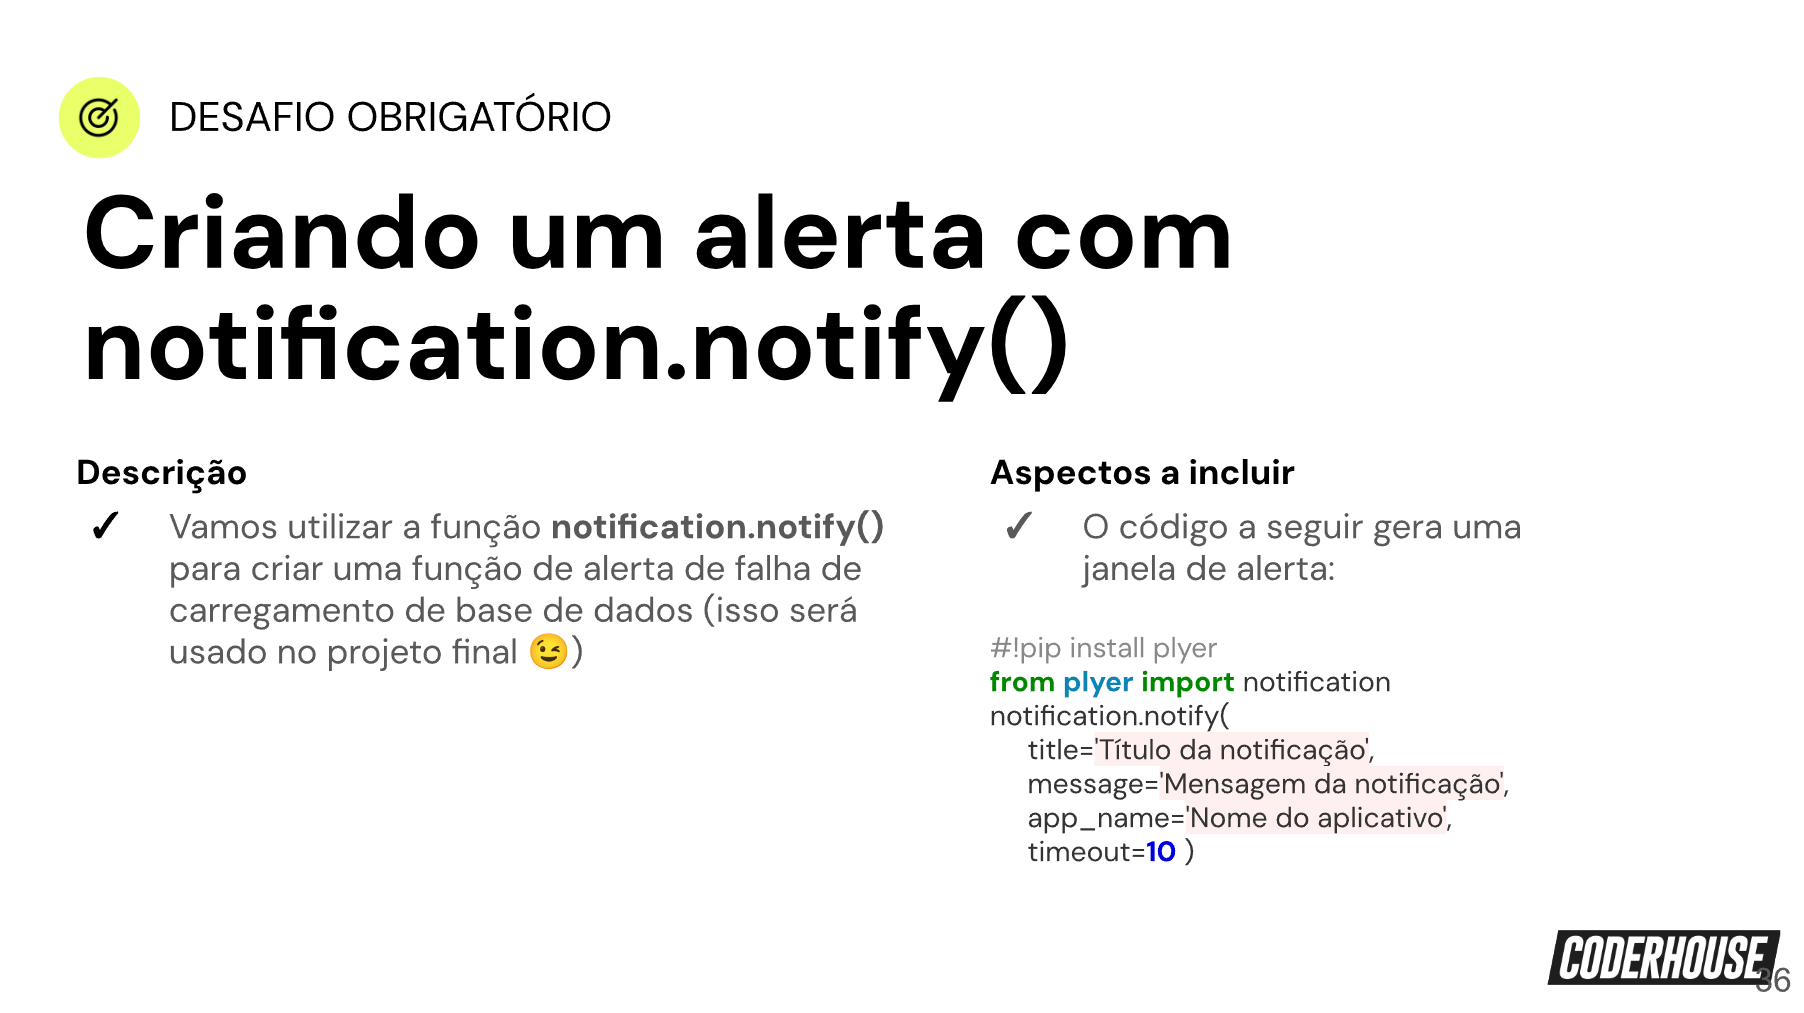 DESAFIO OBRIGATÓRIO
Criando um alerta com
notification.notify()
Descrição
✓ Vamos utilizar a função notification.notify()
para criar uma função de alerta de falha de
carregamento de base de dados (isso será
usado no projeto final 😉)
Aspectos a incluir
✓ O código a seguir gera uma
janela de alerta:
#!pip install plyer
from plyer import notification
notification.notify(
title='Título da notificação',
message='Mensagem da notificação',
app_name='Nome do aplicativo',
timeout=10 )
CODERHOUSE
36